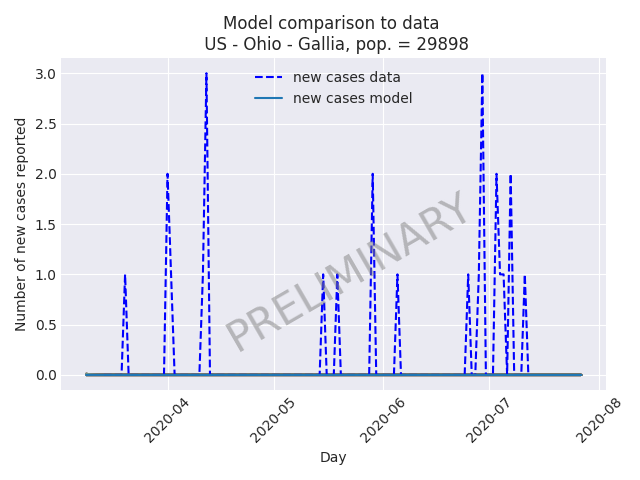 Model comparison to data
US - Ohio - Gallia, pop. = 29898
new cases data
new cases model
3.0
2.5
2.0
1.5
1.0
0.5
0.0
Number of new cases reported
PRELIMINARY
2020-04
2020-05
2020-06
2020-07
2020-08
Day